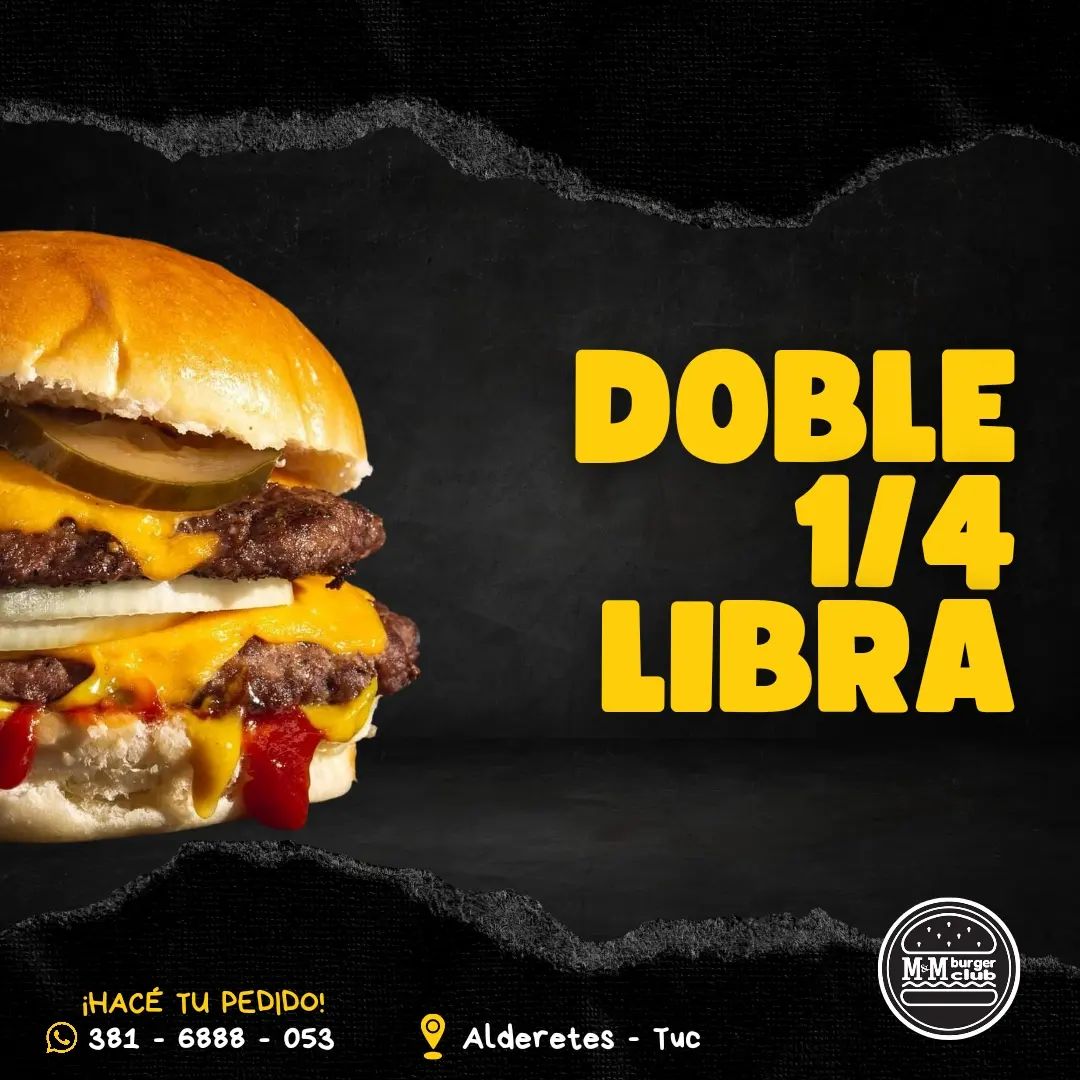 DOBLE
1/4
LIBRA
M&M burger
club
¡HACÉ TU PEDIDO!
381 - 6888 - 053
Alderetes - Tuc